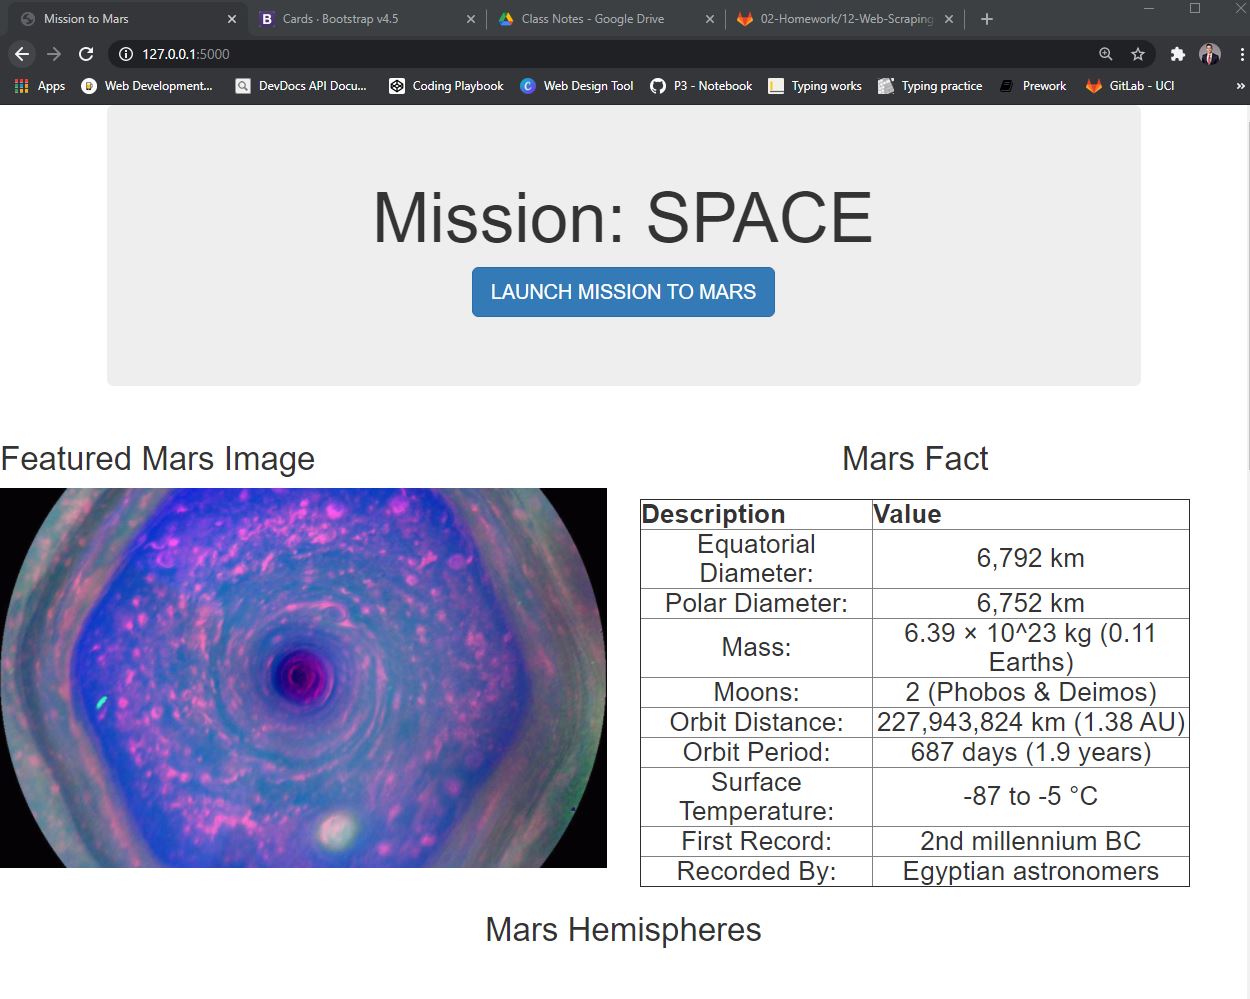 Mission to Mars
Cards · Bootstrap v4.5
Class Notes - Google Drive
02-Homework/12-Web-Scraping
127.0.0.1:5000
Apps
Web Development...
DevDocs API Docu...
Coding Playbook
Web Design Tool
P3 - Notebook
Typing works
Typing practice
Prework
GitLab - UCI
»
Mission: SPACE
LAUNCH MISSION TO MARS
Featured Mars Image
Mars Fact
Description Value
Equatorial
Diameter:
6,792 km
Polar Diameter: 6,752 km
Mass:
6.39 × 10^23 kg (0.11
Earths)
Moons: 2 (Phobos & Deimos)
Orbit Distance: 227,943,824 km (1.38 AU)
Orbit Period: 687 days (1.9 years)
Surface
Temperature:
-87 to -5 °C
First Record: 2nd millennium BC
Recorded By: Egyptian astronomers
Mars Hemispheres